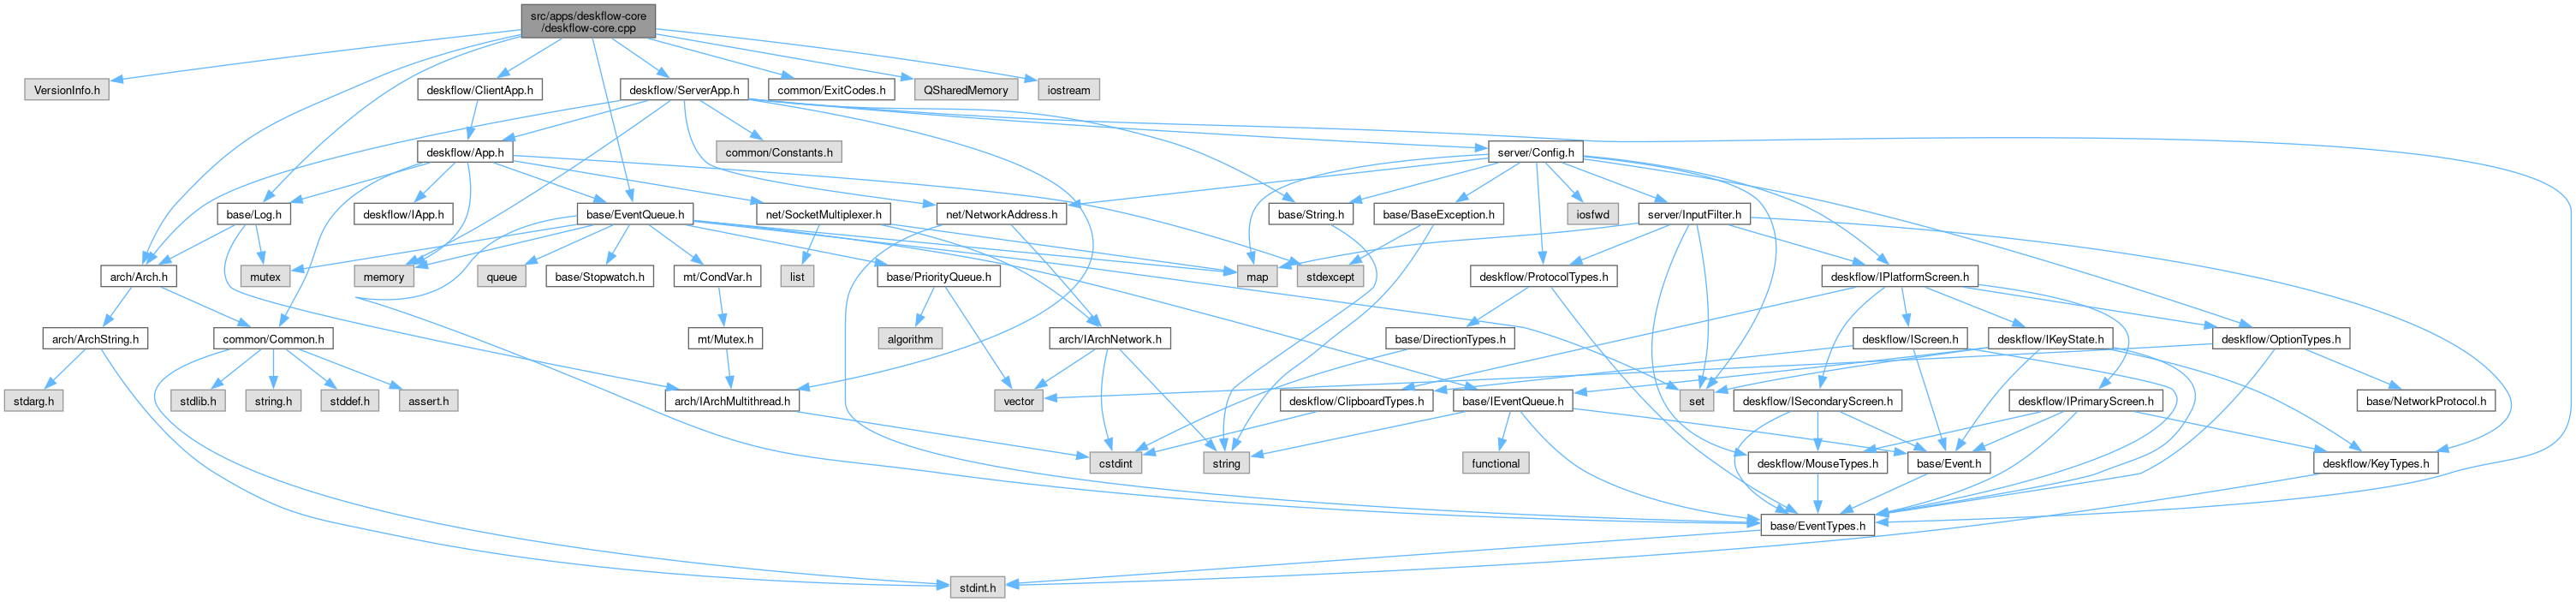 src/apps/deskflow-core
/deskflow-core.cpp
VersionInfo.h
deskflow/ClientApp.h
deskflow/ServerApp.h
common/ExitCodes.h
QSharedMemory
iostream
deskflow/App.h
common/Constants.h
server/Config.h
base/Log.h
deskflow/IApp.h
base/EventQueue.h
net/SocketMultiplexer.h
net/NetworkAddress.h
base/String.h
base/BaseException.h
iosfwd
server/InputFilter.h
arch/Arch.h
mutex
memory
queue
base/Stopwatch.h
mt/CondVar.h
list
base/PriorityQueue.h
map
stdexcept
deskflow/ProtocolTypes.h
deskflow/IPlatformScreen.h
arch/ArchString.h
common/Common.h
mt/Mutex.h
algorithm
arch/IArchNetwork.h
base/DirectionTypes.h
deskflow/IScreen.h
deskflow/IKeyState.h
deskflow/OptionTypes.h
stdarg.h
stdlib.h
string.h
stddef.h
assert.h
arch/IArchMultithread.h
vector
deskflow/ClipboardTypes.h
base/IEventQueue.h
set
deskflow/ISecondaryScreen.h
deskflow/IPrimaryScreen.h
base/NetworkProtocol.h
cstdint
string
functional
deskflow/MouseTypes.h
base/Event.h
deskflow/KeyTypes.h
base/EventTypes.h
stdint.h